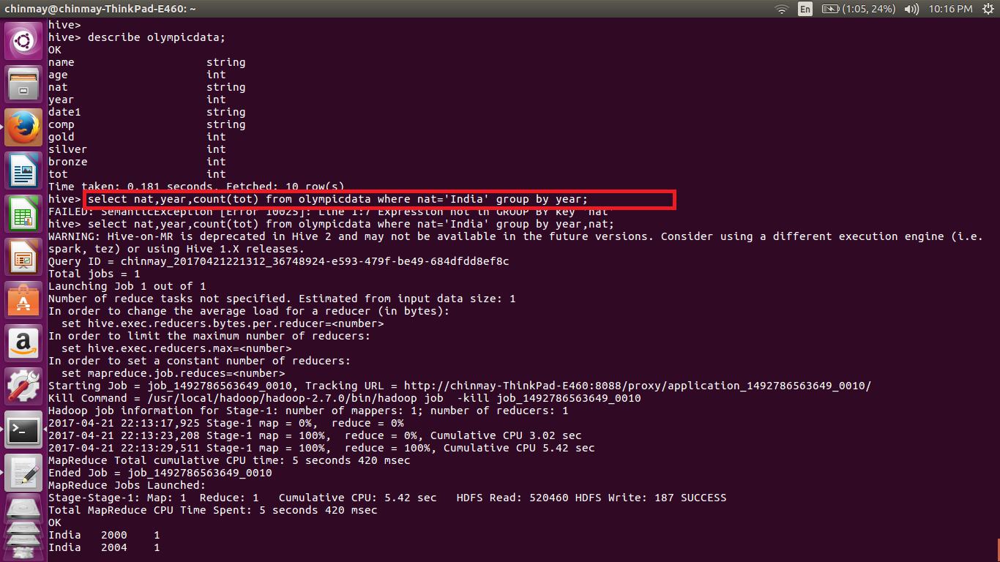 chinmay@chinmay-ThinkPad-E460: ~
En
(1:05, 24%)
10:16 PM
hive>
hive> describe olympicdata;
OK
name string
age int
nat string
year int
date1 string
comp string
gold int
silver int
bronze int
tot int
Time taken: 0.181 seconds, Fetched: 10 row(s)
hive> select nat,year,count(tot) from olympicdata where nat='India' group by year;
FAILED: SemanticException [Error 10025]: Line 1:7 Expression not in GROUP BY key 'nat'
hive> select nat,year,count(tot) from olympicdata where nat='India' group by year,nat;
WARNING: Hive-on-MR is deprecated in Hive 2 and may not be available in the future versions. Consider using a different execution engine (i.e.
spark, tez) or using Hive 1.X releases.
Query ID = chinmay_20170421221312_36748924-e593-479f-be49-684dfdd8ef8c
Total jobs = 1
Launching Job 1 out of 1
Number of reduce tasks not specified. Estimated from input data size: 1
In order to change the average load for a reducer (in bytes):
set hive.exec.reducers.bytes.per.reducer=<number>
In order to limit the maximum number of reducers:
set hive.exec.reducers.max=<number>
In order to set a constant number of reducers:
set mapreduce.job.reduces=<number>
Starting Job = job_1492786563649_0010, Tracking URL = http://chinmay-ThinkPad-E460:8088/proxy/application_1492786563649_0010/
Kill Command = /usr/local/hadoop/hadoop-2.7.0/bin/hadoop job  -kill job_1492786563649_0010
Hadoop job information for Stage-1: number of mappers: 1; number of reducers: 1
2017-04-21 22:13:17,925 Stage-1 map = 0%,  reduce = 0%
2017-04-21 22:13:23,208 Stage-1 map = 100%,  reduce = 0%, Cumulative CPU 3.02 sec
2017-04-21 22:13:29,511 Stage-1 map = 100%,  reduce = 100%, Cumulative CPU 5.42 sec
MapReduce Total cumulative CPU time: 5 seconds 420 msec
Ended Job = job_1492786563649_0010
MapReduce Jobs Launched:
Stage-Stage-1: Map: 1  Reduce: 1   Cumulative CPU: 5.42 sec   HDFS Read: 520460 HDFS Write: 187 SUCCESS
Total MapReduce CPU Time Spent: 5 seconds 420 msec
OK
India 2000 1
India 2004 1